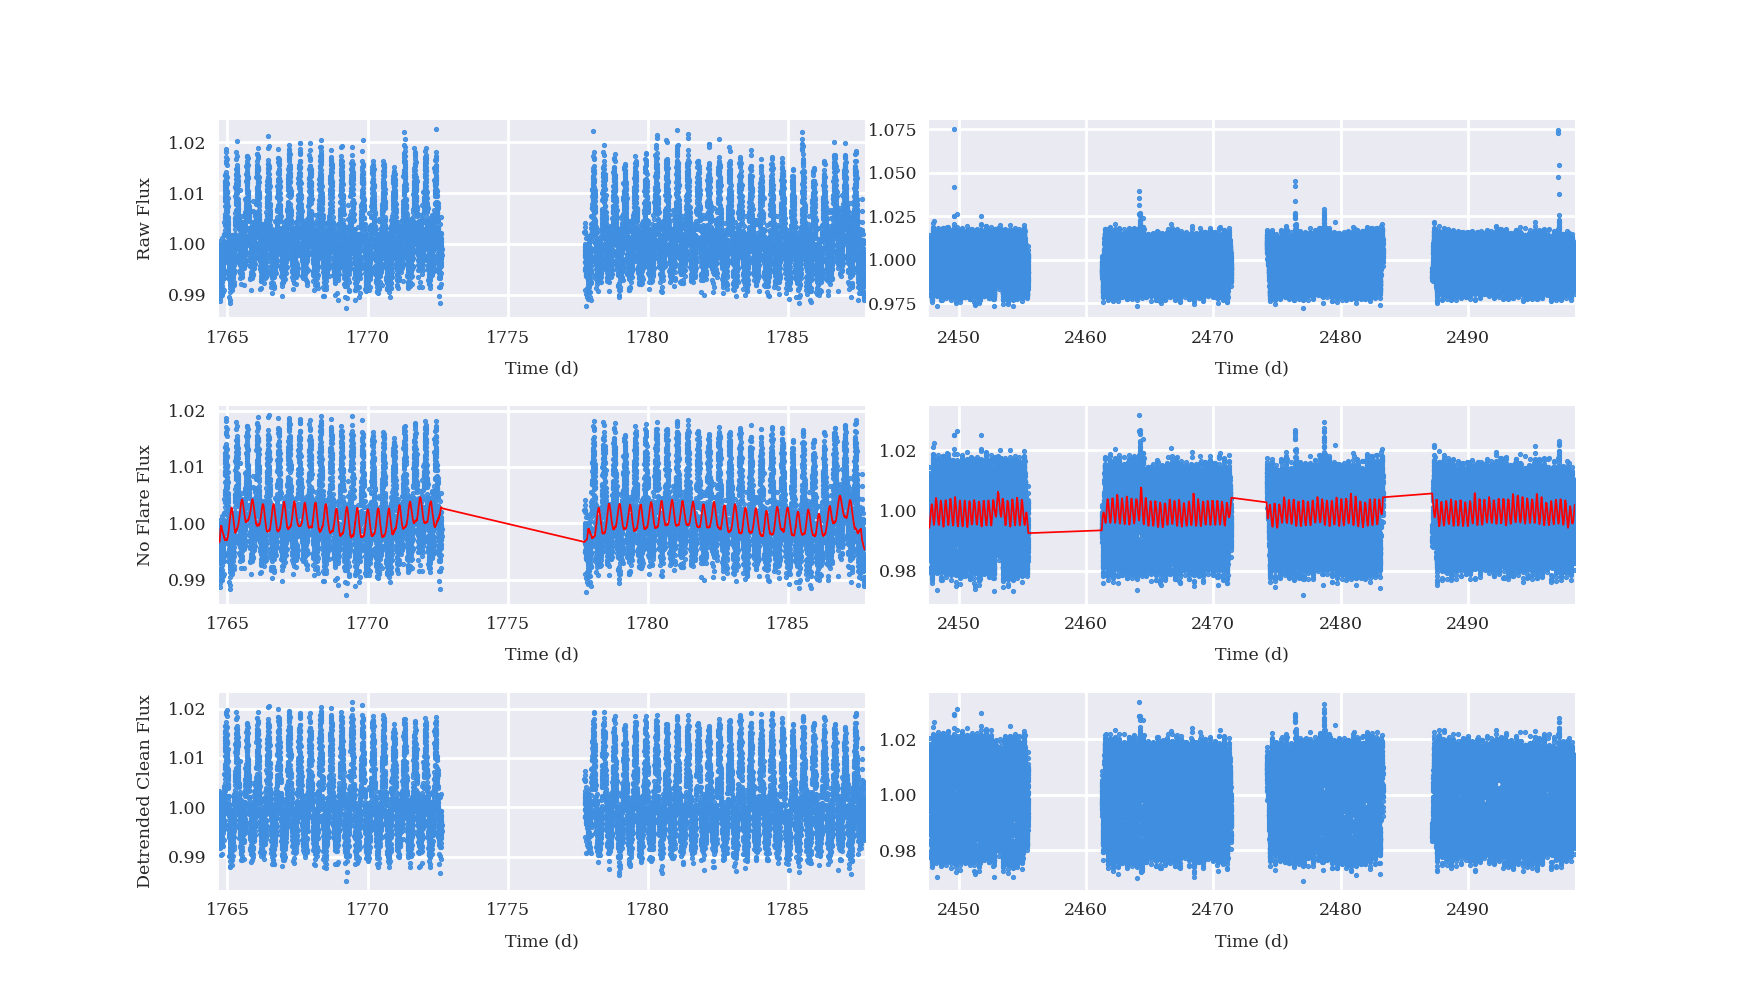 Raw Flux
1.02
1.01
1.00
0.99
1765 1770 1775 1780 1785
Time (d)
1.075
1.050
1.025
1.000
0.975
2450 2460 2470 2480 2490
Time (d)
No Flare Flux
1.02
1.01
1.00
0.99
1765 1770 1775 1780 1785
Time (d)
1.02
1.00
0.98
2450 2460 2470 2480 2490
Time (d)
Detrended Clean Flux
1.02
1.01
1.00
0.99
1765 1770 1775 1780 1785
Time (d)
1.02
1.00
0.98
2450 2460 2470 2480 2490
Time (d)